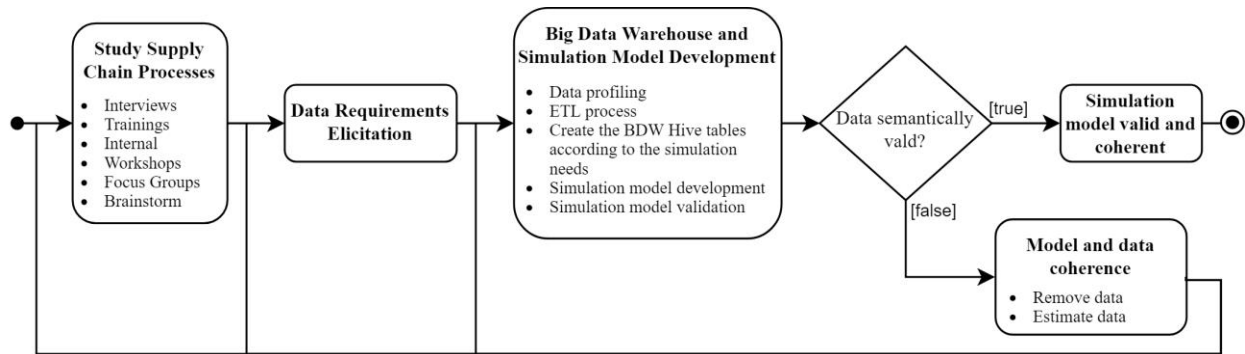 Study Supply
Chain Processes
• Interviews
• Trainings
• Internal
• Workshops
• Focus Groups
• Brainstorm
Data Requirements
Elicitation
Big Data Warehouse and
Simulation Model Development
• Data profiling
• ETL process
• Create the BDW Hive tables
according to the simulation
needs
• Simulation model development
• Simulation model validation
Data semantically
vald?
[true]
Simulation
model valid and
coherent
[false]
Model and data
coherence
• Remove data
• Estimate data